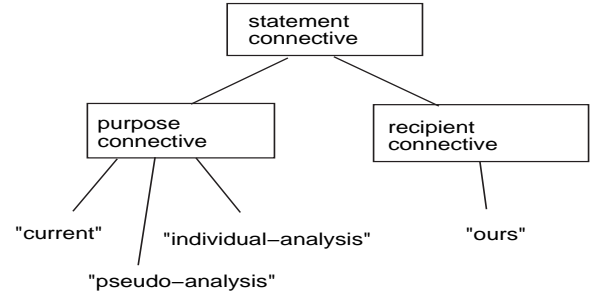 statement
connective
purpose
connective
recipient
connective
"current"
"individual−analysis"
"ours"
"pseudo−analysis"